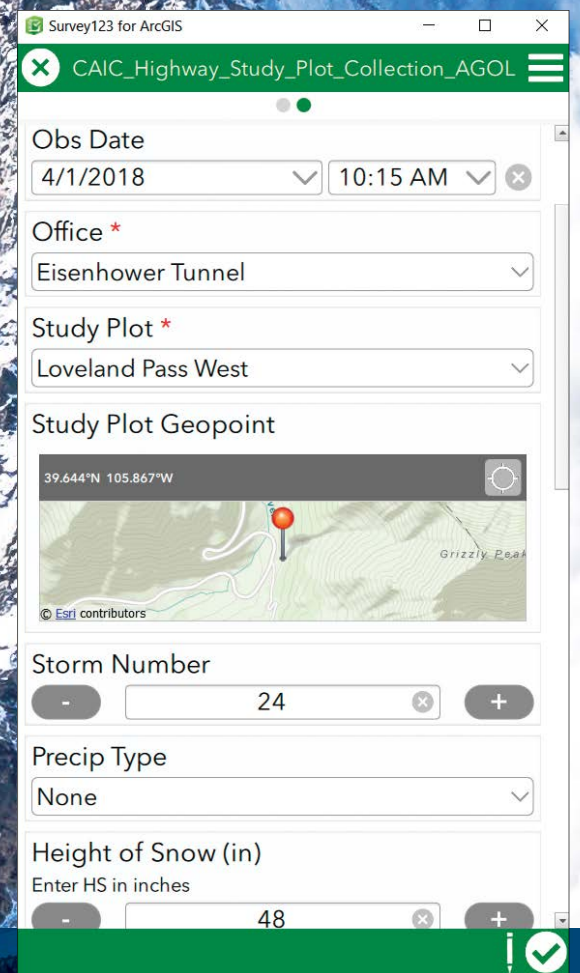 Survey123 for ArcGIS
CAIC_Highway_Study_Plot_Collection_AGOL
Obs Date
4/1/2018 10:15 AM
Office *
Eisenhower Tunnel
Study Plot *
Loveland Pass West
Study Plot Geopoint
39.644°N 105.867°W
Grizzly Peak
© Esri contributors
Storm Number
- 24 +
Precip Type
None
Height of Snow (in)
Enter HS in inches
- 48 +